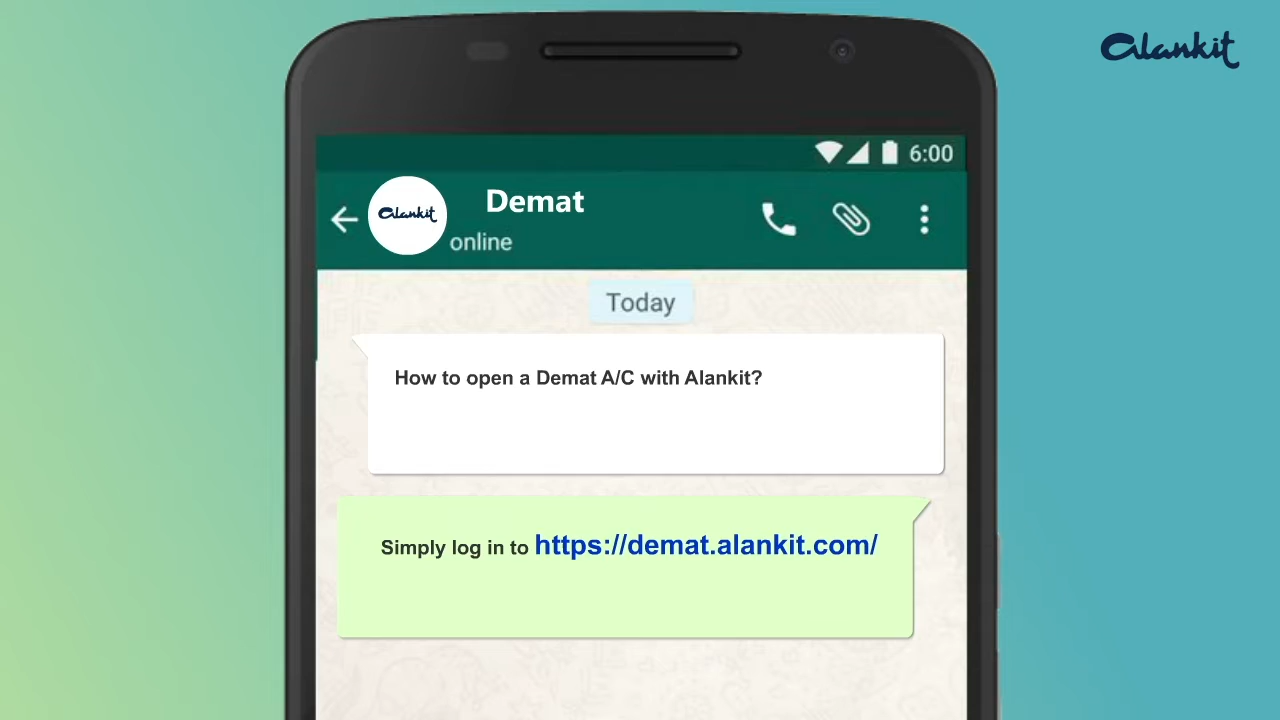 Alankit
6:00
Alankit
Demat
online
Today
How to open a Demat A/C with Alankit?
Simply log in to https://demat.alankit.com/